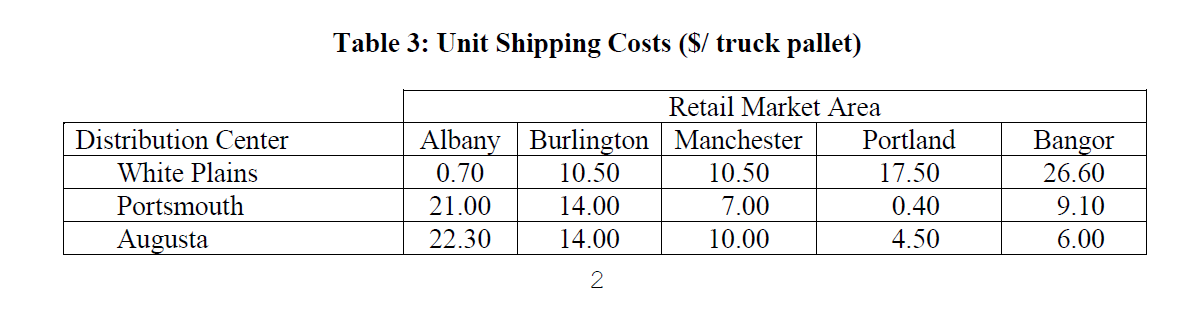 Table 3: Unit Shipping Costs ($/ truck pallet)
Retail Market Area
Distribution Center Albany Burlington Manchester Portland Bangor
White Plains 0.70 10.50 10.50 17.50 26.60
Portsmouth 21.00 14.00 7.00 0.40 9.10
Augusta 22.30 14.00 10.00 4.50 6.00
2